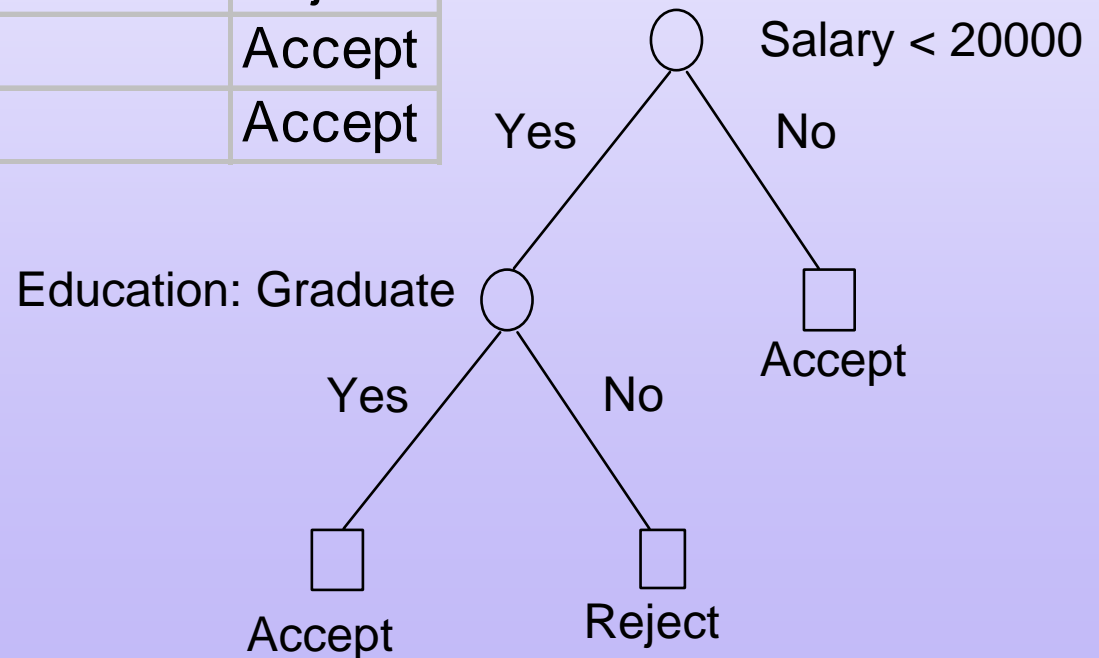 Accept
Accept
Salary < 20000
Yes
No
Education: Graduate
Accept
Yes
No
Accept
Reject